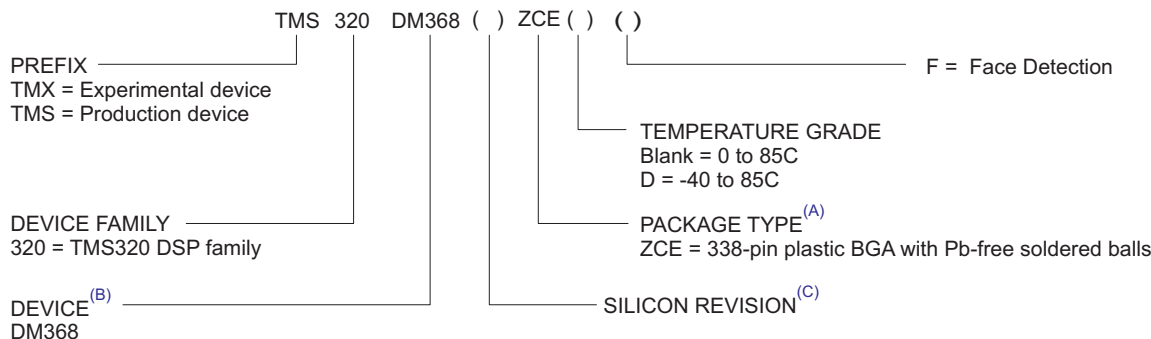 TMS 320 DM368 ( ) ZCE ( ) ( )
PREFIX
TMX = Experimental device
TMS = Production device
F = Face Detection
TEMPERATURE GRADE
Blank = 0 to 85C
D = -40 to 85C
DEVICE FAMILY
320 = TMS320 DSP family
PACKAGE TYPE(A)
ZCE = 338-pin plastic BGA with Pb-free soldered balls
DEVICE(B)
DM368
SILICON REVISION(C)